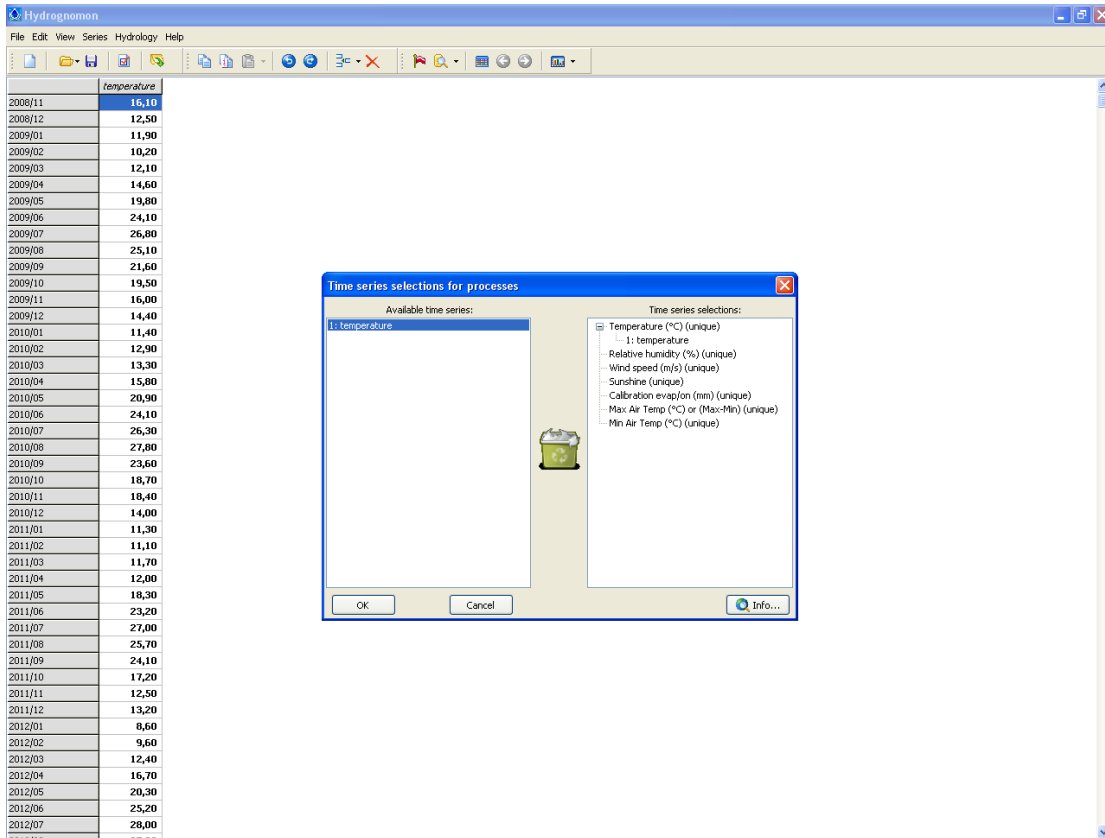 Hydrognomon
File Edit View Series Hydrology Help
temperature
2008/11 16,10
2008/12 12,50
2009/01 11,90
2009/02 10,20
2009/03 12,10
2009/04 14,60
2009/05 19,80
2009/06 24,10
2009/07 26,80
2009/08 25,10
2009/09 21,60
2009/10 19,50
2009/11 16,00
2009/12 14,40
2010/01 11,40
2010/02 12,90
2010/03 13,30
2010/04 15,80
2010/05 20,90
2010/06 24,10
2010/07 26,30
2010/08 27,80
2010/09 23,60
2010/10 18,70
2010/11 18,40
2010/12 14,00
2011/01 11,30
2011/02 11,10
2011/03 11,70
2011/04 12,00
2011/05 18,30
2011/06 23,20
2011/07 27,00
2011/08 25,70
2011/09 24,10
2011/10 17,20
2011/11 12,50
2011/12 13,20
2012/01 8,60
2012/02 9,60
2012/03 12,40
2012/04 16,70
2012/05 20,30
2012/06 25,20
2012/07 28,00
Time series selections for processes
Available time series:
1: temperature
Time series selections:
Temperature (°C) (unique)
1: temperature
Relative humidity (%) (unique)
Wind speed (m/s) (unique)
Sunshine (unique)
Calibration evap/on (mm) (unique)
Max Air Temp (°C) or (Max-Min) (unique)
Min Air Temp (°C) (unique)
OK Cancel Info...